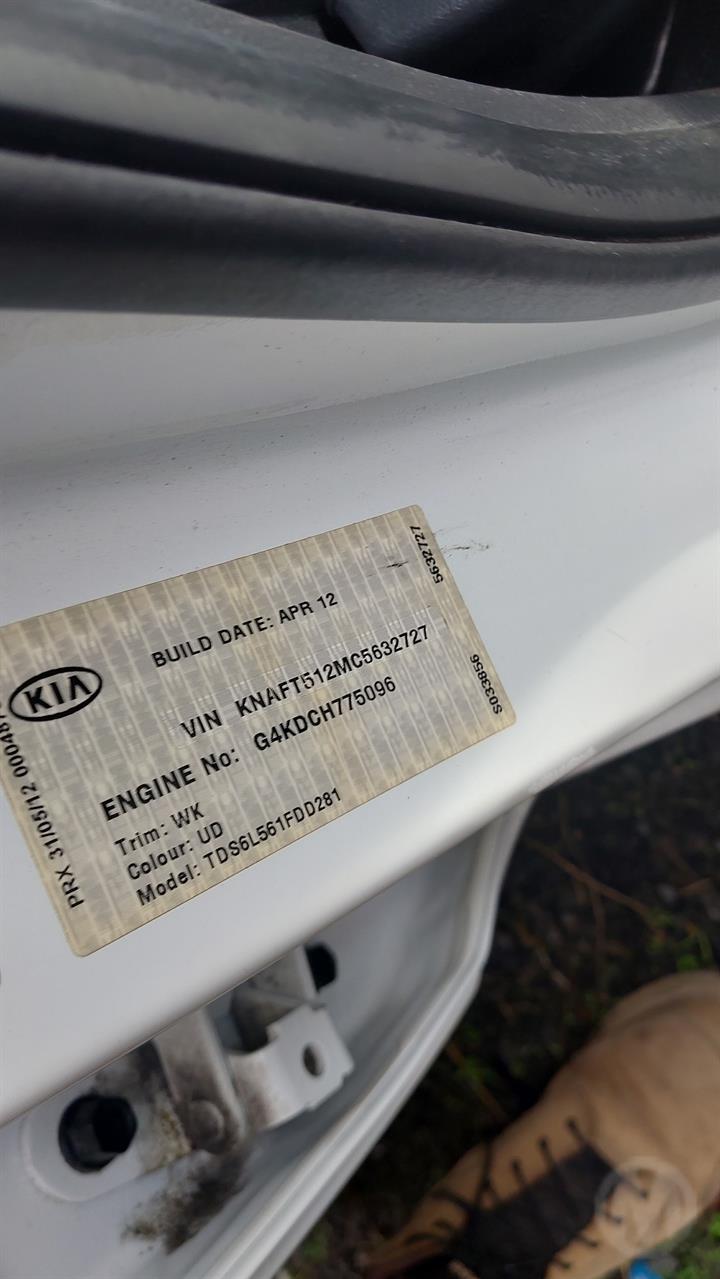 KIA
BUILD DATE: APR 12
VIN KNAFT512MC5632727
ENGINE No: G4KDCH775096
Trim: WK
Colour: UD
Model: TDS6L561FDD281
5632727
S033856
PRX 31/05/12